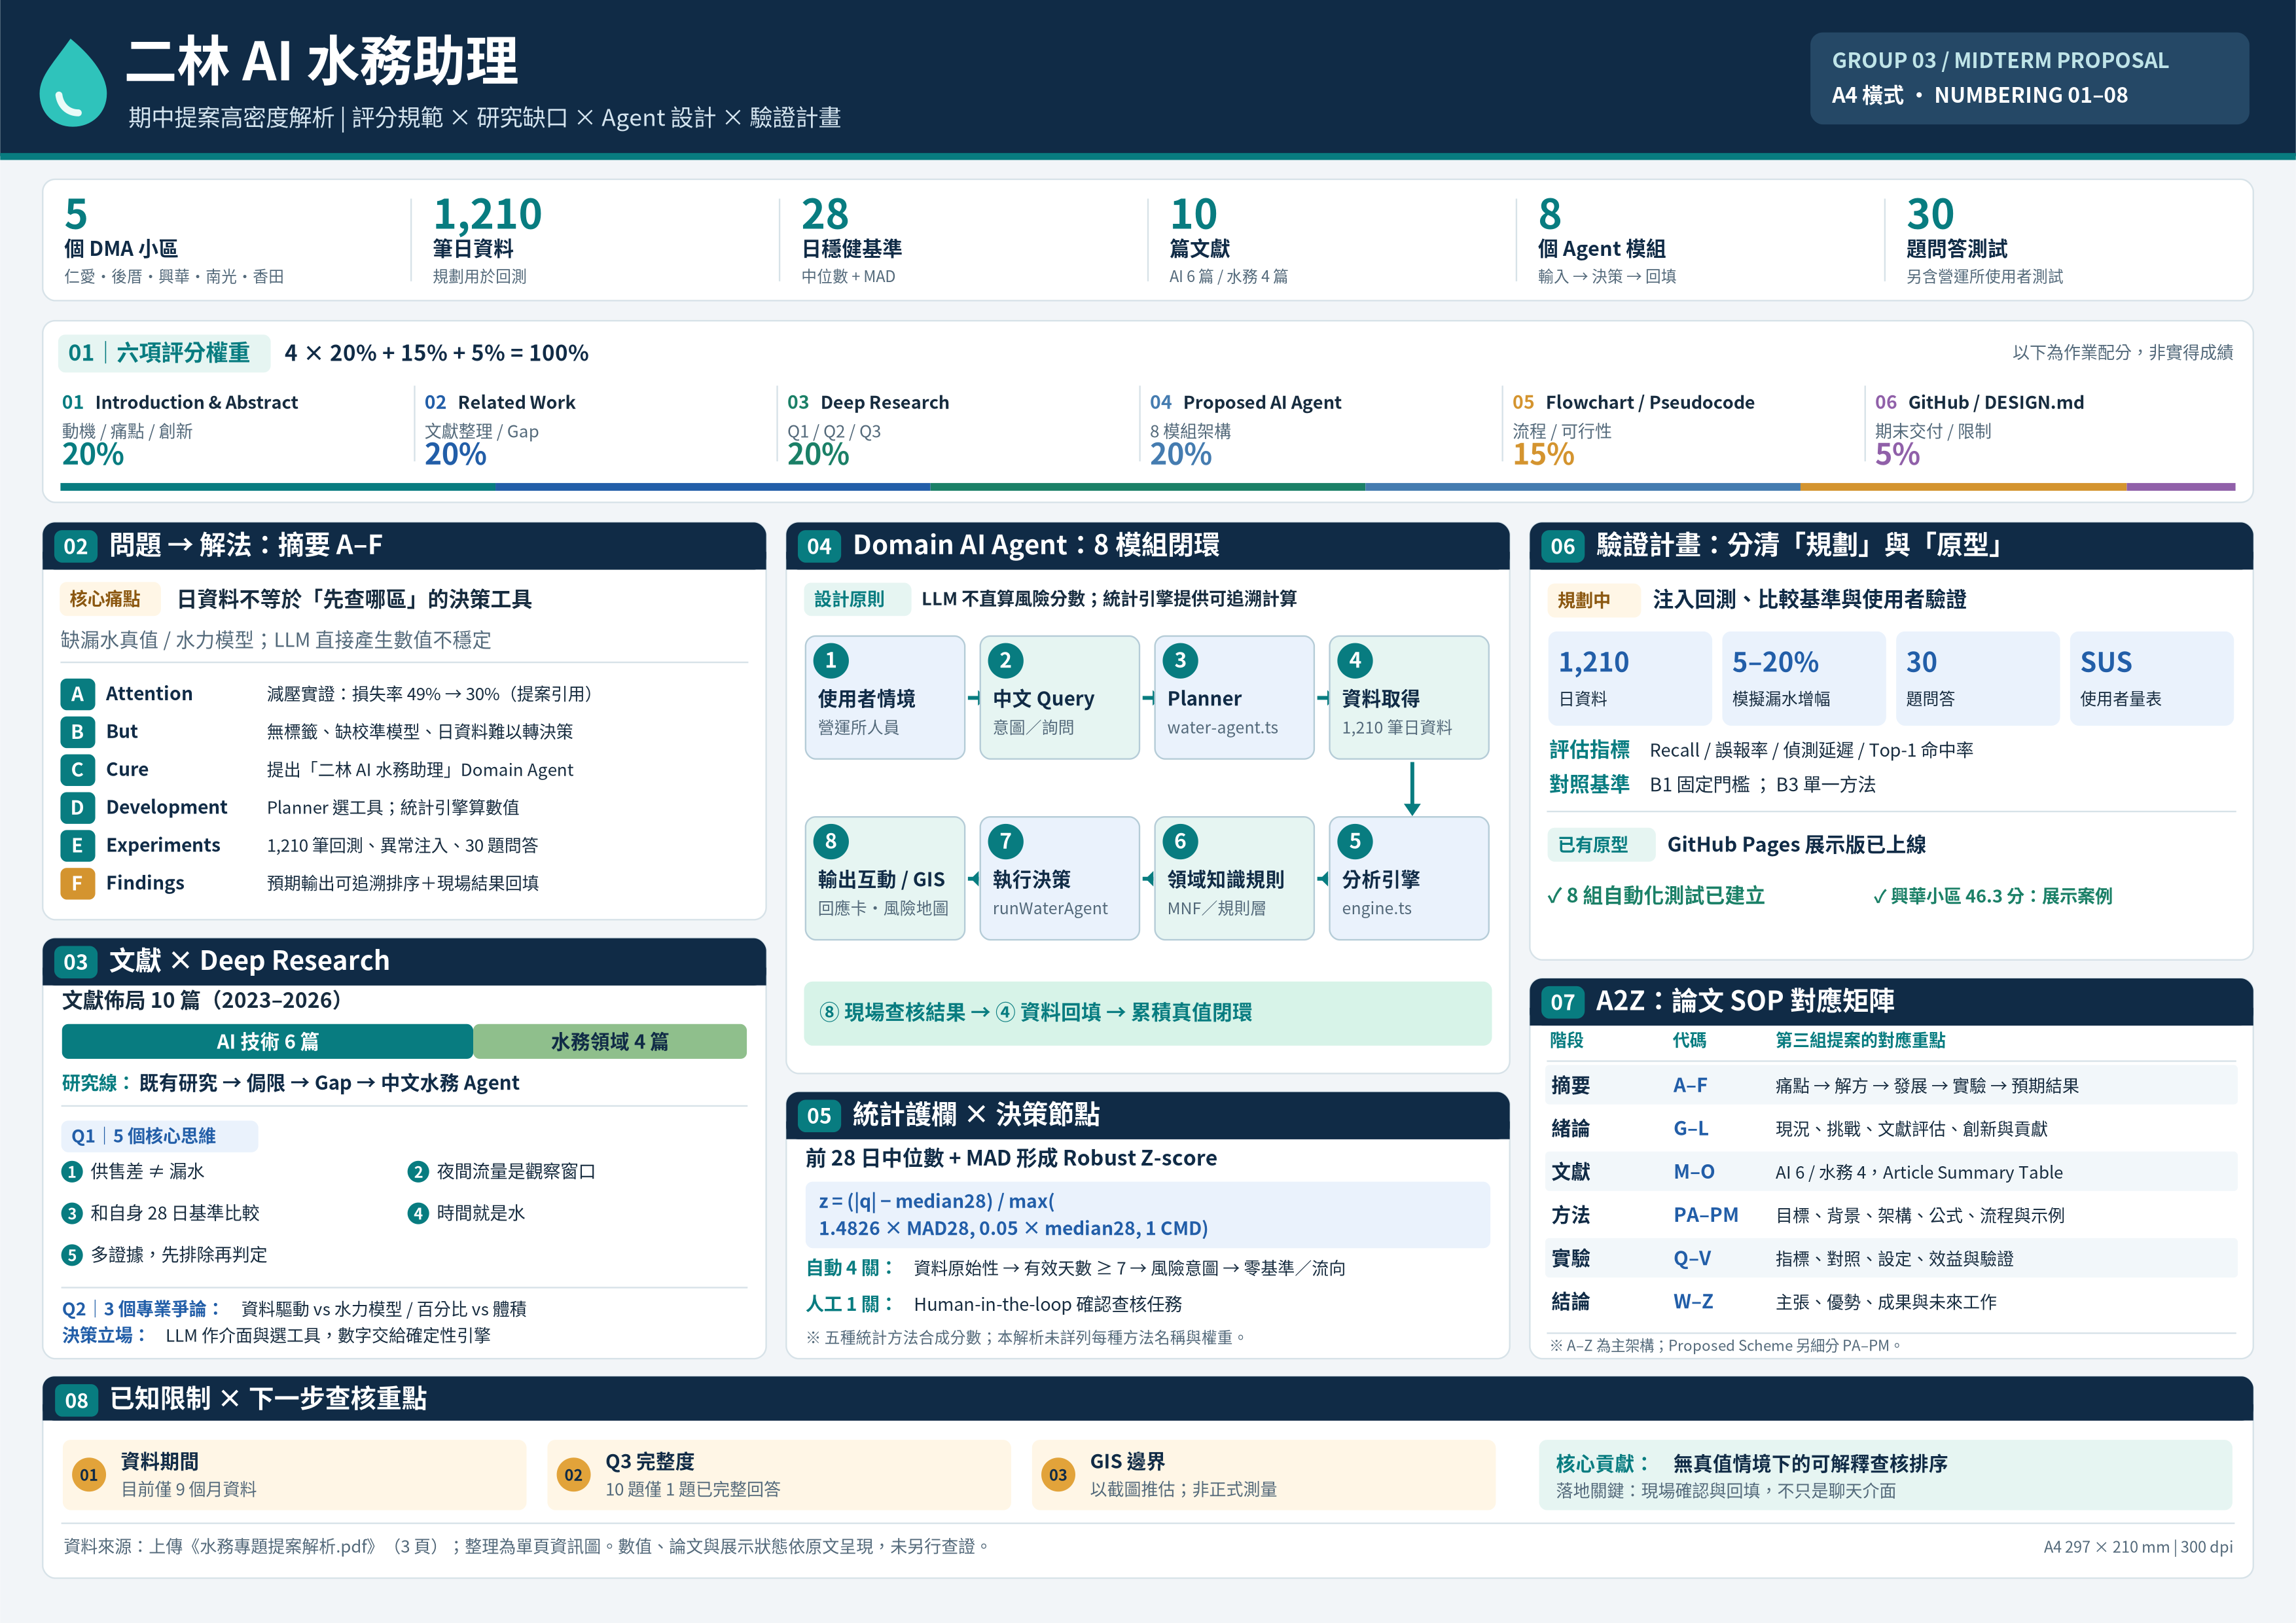 二林 AI 水務助理
期中提案高密度解析 | 評分規範 × 研究缺口 × Agent 設計 × 驗證計畫
GROUP 03 / MIDTERM PROPOSAL
A4 橫式 • NUMBERING 01–08
5
個 DMA 小區
仁愛・後厝・興華・南光・香田
1,210
筆日資料
規劃用於回測
28
日穩健基準
中位數 + MAD
10
篇文獻
AI 6 篇 / 水務 4 篇
8
個 Agent 模組
輸入 → 決策 → 回填
30
題問答測試
另含營運所使用者測試
01｜六項評分權重
4 × 20% + 15% + 5% = 100%
以下為作業配分，非實得成績
01 Introduction & Abstract
動機 / 痛點 / 創新
20%
02 Related Work
文獻整理 / Gap
20%
03 Deep Research
Q1 / Q2 / Q3
20%
04 Proposed AI Agent
8 模組架構
20%
05 Flowchart / Pseudocode
流程 / 可行性
15%
06 GitHub / DESIGN.md
期末交付 / 限制
5%
02 問題 → 解法：摘要 A–F
核心痛點 日資料不等於「先查哪區」的決策工具
缺漏水真值 / 水力模型；LLM 直接產生數值不穩定
A Attention 減壓實證：損失率 49% → 30%（提案引用）
B But 無標籤、缺校準模型、日資料難以轉決策
C Cure 提出「二林 AI 水務助理」Domain Agent
D Development Planner 選工具；統計引擎算數值
E Experiments 1,210 筆回測、異常注入、30 題問答
F Findings 預期輸出可追溯排序＋現場結果回填
03 文獻 × Deep Research
文獻佈局 10 篇（2023–2026）
AI 技術 6 篇
水務領域 4 篇
研究線： 既有研究 → 侷限 → Gap → 中文水務 Agent
Q1｜5 個核心思維
1 供售差 ≠ 漏水
2 夜間流量是觀察窗口
3 和自身 28 日基準比較
4 時間就是水
5 多證據，先排除再判定
Q2｜3 個專業爭論： 資料驅動 vs 水力模型 / 百分比 vs 體積
決策立場： LLM 作介面與選工具，數字交給確定性引擎
04 Domain AI Agent：8 模組閉環
設計原則 LLM 不直算風險分數；統計引擎提供可追溯計算
1
使用者情境
營運所人員
2
中文 Query
意圖／詢問
3
Planner
water-agent.ts
4
資料取得
1,210 筆日資料
8
輸出互動 / GIS
回應卡・風險地圖
7
執行決策
runWaterAgent
6
領域知識規則
MNF／規則層
5
分析引擎
engine.ts
⑧ 現場查核結果 → ④ 資料回填 → 累積真值閉環
05 統計護欄 × 決策節點
前 28 日中位數 + MAD 形成 Robust Z-score
z = (|q| − median28) / max(
1.4826 × MAD28, 0.05 × median28, 1 CMD)
自動 4 關： 資料原始性 → 有效天數 ≥ 7 → 風險意圖 → 零基準／流向
人工 1 關： Human-in-the-loop 確認查核任務
※ 五種統計方法合成分數；本解析未詳列每種方法名稱與權重。
06 驗證計畫：分清「規劃」與「原型」
規劃中 注入回測、比較基準與使用者驗證
1,210
日資料
5–20%
模擬漏水增幅
30
題問答
SUS
使用者量表
評估指標 Recall / 誤報率 / 偵測延遲 / Top-1 命中率
對照基準 B1 固定門檻 ； B3 單一方法
已有原型 GitHub Pages 展示版已上線
✓ 8 組自動化測試已建立
✓ 興華小區 46.3 分：展示案例
07 A2Z：論文 SOP 對應矩陣
階段 代碼 第三組提案的對應重點
摘要 A–F 痛點 → 解方 → 發展 → 實驗 → 預期結果
緒論 G–L 現況、挑戰、文獻評估、創新與貢獻
文獻 M–O AI 6 / 水務 4，Article Summary Table
方法 PA–PM 目標、背景、架構、公式、流程與示例
實驗 Q–V 指標、對照、設定、效益與驗證
結論 W–Z 主張、優勢、成果與未來工作
※ A–Z 為主架構；Proposed Scheme 另細分 PA–PM。
08 已知限制 × 下一步查核重點
01 資料期間
目前僅 9 個月資料
02 Q3 完整度
10 題僅 1 題已完整回答
03 GIS 邊界
以截圖推估；非正式測量
核心貢獻： 無真值情境下的可解釋查核排序
落地關鍵：現場確認與回填，不只是聊天介面
資料來源：上傳《水務專題提案解析.pdf》（3 頁）；整理為單頁資訊圖。數值、論文與展示狀態依原文呈現，未另行查證。
A4 297 × 210 mm | 300 dpi